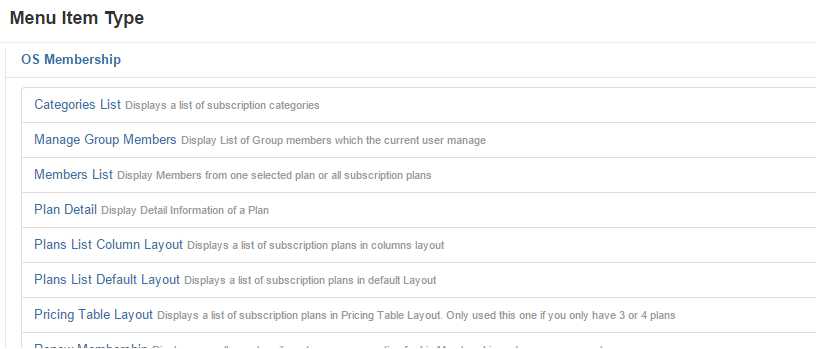 Menu Item Type
OS Membership
Categories List Displays a list of subscription categories
Manage Group Members Display List of Group members which the current user manage
Members List Display Members from one selected plan or all subscription plans
Plan Detail Display Detail Information of a Plan
Plans List Column Layout Displays a list of subscription plans in columns layout
Plans List Default Layout Displays a list of subscription plans in default Layout
Pricing Table Layout Displays a list of subscription plans in Pricing Table Layout. Only used this one if you only have 3 or 4 plans
Renew Membership